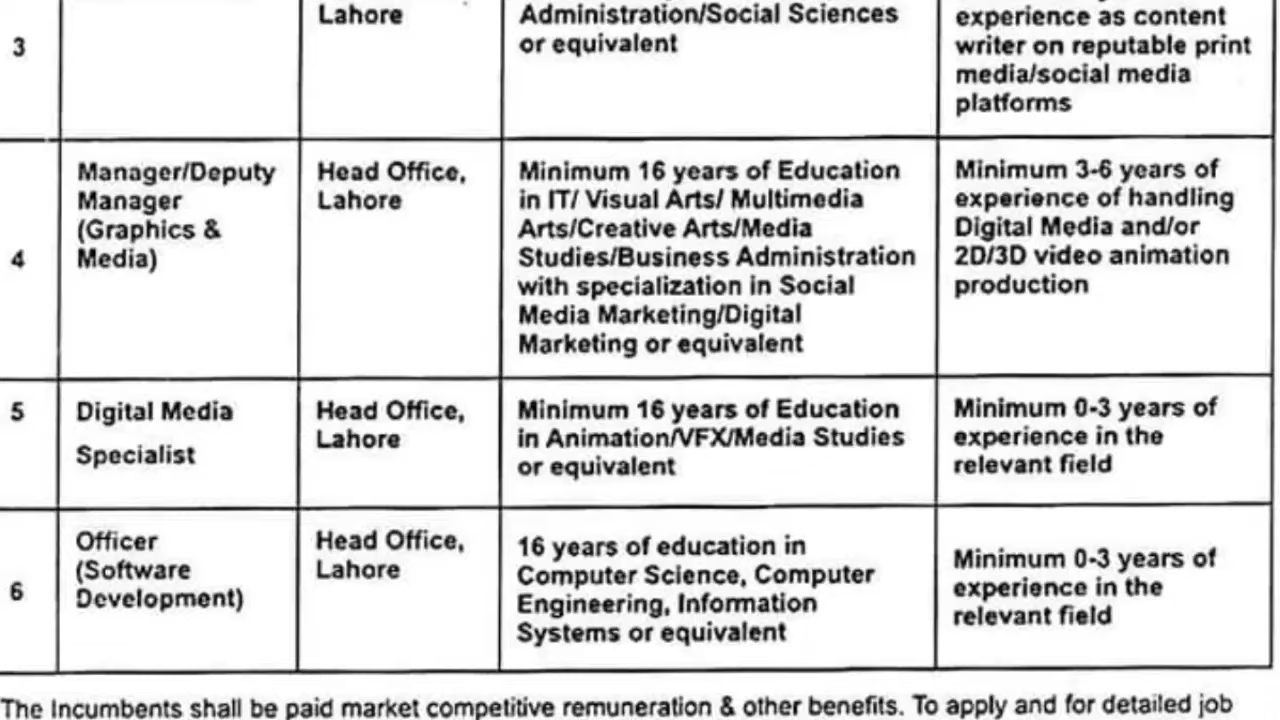 3
Lahore
Administration/Social Sciences
or equivalent
experience as content
writer on reputable print
media/social media
platforms
4
Manager/Deputy
Manager
(Graphics &
Media)
Head Office,
Lahore
Minimum 16 years of Education
in IT/ Visual Arts/ Multimedia
Arts/Creative Arts/Media
Studies/Business Administration
with specialization in Social
Media Marketing/Digital
Marketing or equivalent
Minimum 3-6 years of
experience of handling
Digital Media and/or
2D/3D video animation
production
5
Digital Media
Specialist
Head Office,
Lahore
Minimum 16 years of Education
in Animation/VFX/Media Studies
or equivalent
Minimum 0-3 years of
experience in the
relevant field
6
Officer
(Software
Development)
Head Office,
Lahore
16 years of education in
Computer Science, Computer
Engineering, Information
Systems or equivalent
Minimum 0-3 years of
experience in the
relevant field
The Incumbents shall be paid market competitive remuneration & other benefits. To apply and for detailed job